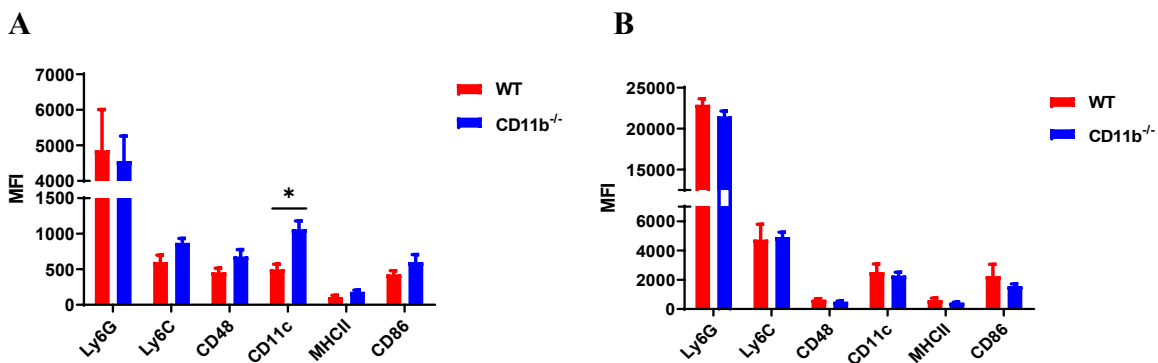 A
7000
6000
5000
4000
1500
1000
500
0
MFI
*
WT
CD11b-/-
Ly6G
Ly6C
CD48
CD11c
MHCII
CD86
B
25000
20000
15000
6000
4000
2000
0
MFI
WT
CD11b-/-
Ly6G
Ly6C
CD48
CD11c
MHCII
CD86